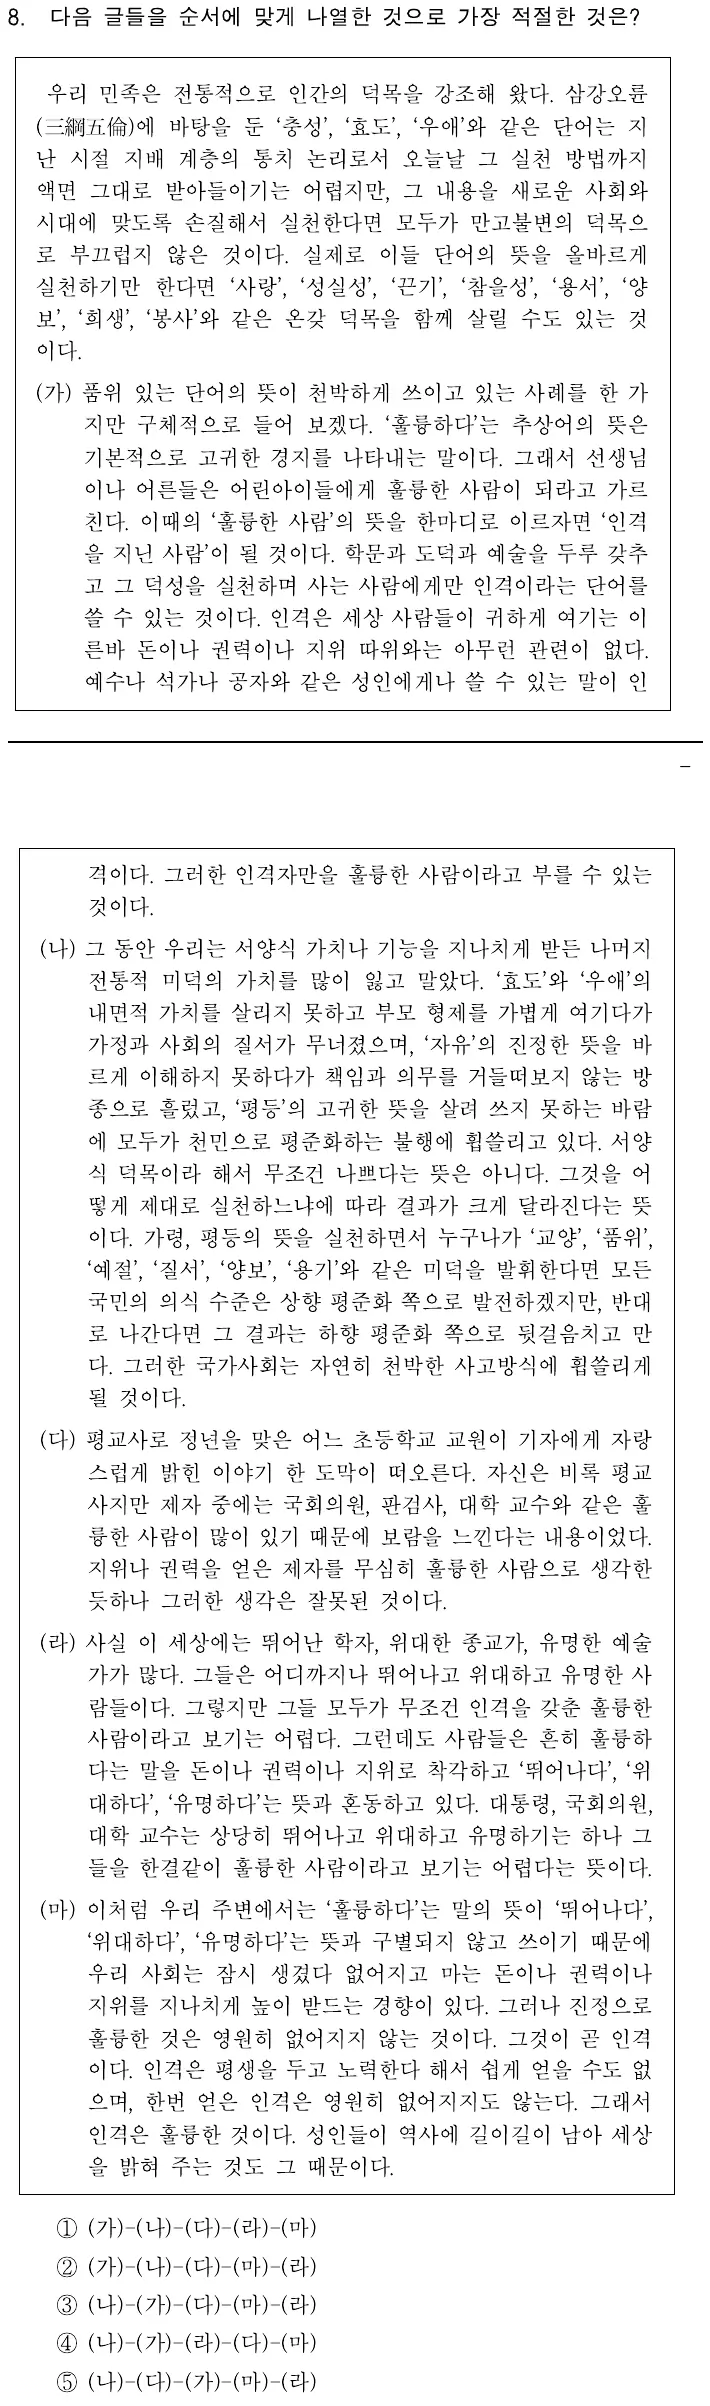 8. 다음 글들을 순서에 맞게 나열한 것으로 가장 적절한 것은?
우리 민족은 전통적으로 인간의 덕목을 강조해 왔다. 삼강오륜
(三綱五倫)에 바탕을 둔 ‘충성’, ‘효도’, ‘우애’와 같은 단어는 지
난 시절 지배 계층의 통치 논리로서 오늘날 그 실천 방법까지
액면 그대로 받아들이기는 어렵지만, 그 내용을 새로운 사회와
시대에 맞도록 손질해서 실천한다면 모두가 만고불변의 덕목으
로 부끄럽지 않은 것이다. 실제로 이들 단어의 뜻을 올바르게
실천하기만 한다면 ‘사랑’, ‘성실성’, ‘끈기’, ‘참을성’, ‘용서’, ‘양
보’, ‘희생’, ‘봉사’와 같은 온갖 덕목을 함께 살릴 수도 있는 것
이다.
(가) 품위 있는 단어의 뜻이 천박하게 쓰이고 있는 사례를 한 가
지만 구체적으로 들어 보겠다. ‘훌륭하다’는 추상어의 뜻은
기본적으로 고귀한 경지를 나타내는 말이다. 그래서 선생님
이나 어른들은 어린아이들에게 훌륭한 사람이 되라고 가르
친다. 이때의 ‘훌륭한 사람’의 뜻을 한마디로 이르자면 ‘인격
을 지닌 사람’이 될 것이다. 학문과 도덕과 예술을 두루 갖추
고 그 덕성을 실천하며 사는 사람에게만 인격이라는 단어를
쓸 수 있는 것이다. 인격은 세상 사람들이 귀하게 여기는 이
른바 돈이나 권력이나 지위 따위와는 아무런 관련이 없다.
예수나 석가나 공자와 같은 성인에게나 쓸 수 있는 말이 인
–
격이다. 그러한 인격자만을 훌륭한 사람이라고 부를 수 있는
것이다.
(나) 그 동안 우리는 서양식 가치나 기능을 지나치게 받든 나머지
전통적 미덕의 가치를 많이 잃고 말았다. ‘효도’와 ‘우애’의
내면적 가치를 살리지 못하고 부모 형제를 가볍게 여기다가
가정과 사회의 질서가 무너졌으며, ‘자유’의 진정한 뜻을 바
르게 이해하지 못하다가 책임과 의무를 거들떠보지 않는 방
종으로 흘렀고, ‘평등’의 고귀한 뜻을 살려 쓰지 못하는 바람
에 모두가 천민으로 평준화하는 불행에 휩쓸리고 있다. 서양
식 덕목이라 해서 무조건 나쁘다는 뜻은 아니다. 그것을 어
떻게 제대로 실천하느냐에 따라 결과가 크게 달라진다는 뜻
이다. 가령, 평등의 뜻을 실천하면서 누구나가 ‘교양’, ‘품위’,
‘예절’, ‘질서’, ‘양보’, ‘용기’와 같은 미덕을 발휘한다면 모든
국민의 의식 수준은 상향 평준화 쪽으로 발전하겠지만, 반대
로 나간다면 그 결과는 하향 평준화 쪽으로 뒷걸음치고 만
다. 그러한 국가사회는 자연히 천박한 사고방식에 휩쓸리게
될 것이다.
(다) 평교사로 정년을 맞은 어느 초등학교 교원이 기자에게 자랑
스럽게 밝힌 이야기 한 도막이 떠오른다. 자신은 비록 평교
사지만 제자 중에는 국회의원, 판검사, 대학 교수와 같은 훌
륭한 사람이 많이 있기 때문에 보람을 느낀다는 내용이었다.
지위나 권력을 얻은 제자를 무심히 훌륭한 사람으로 생각한
듯하나 그러한 생각은 잘못된 것이다.
(라) 사실 이 세상에는 뛰어난 학자, 위대한 종교가, 유명한 예술
가가 많다. 그들은 어디까지나 뛰어나고 위대하고 유명한 사
람들이다. 그렇지만 그들 모두가 무조건 인격을 갖춘 훌륭한
사람이라고 보기는 어렵다. 그런데도 사람들은 흔히 훌륭하
다는 말을 돈이나 권력이나 지위로 착각하고 ‘뛰어나다’, ‘위
대하다’, ‘유명하다’는 뜻과 혼동하고 있다. 대통령, 국회의원,
대학 교수는 상당히 뛰어나고 위대하고 유명하기는 하나 그
들을 한결같이 훌륭한 사람이라고 보기는 어렵다는 뜻이다.
(마) 이처럼 우리 주변에서는 ‘훌륭하다’는 말의 뜻이 ‘뛰어나다’,
‘위대하다’, ‘유명하다’는 뜻과 구별되지 않고 쓰이기 때문에
우리 사회는 잠시 생겼다 없어지고 마는 돈이나 권력이나
지위를 지나치게 높이 받드는 경향이 있다. 그러나 진정으로
훌륭한 것은 영원히 없어지지 않는 것이다. 그것이 곧 인격
이다. 인격은 평생을 두고 노력한다 해서 쉽게 얻을 수도 없
으며, 한번 얻은 인격은 영원히 없어지지도 않는다. 그래서
인격은 훌륭한 것이다. 성인들이 역사에 길이길이 남아 세상
을 밝혀 주는 것도 그 때문이다.
① (가)-(나)-(다)-(라)-(마)
② (가)-(나)-(다)-(마)-(라)
③ (나)-(가)-(다)-(마)-(라)
④ (나)-(가)-(라)-(다)-(마)
⑤ (나)-(다)-(가)-(마)-(라)